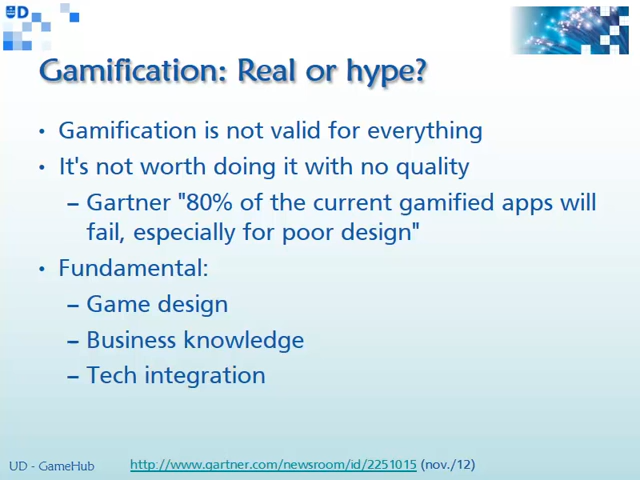 UD
Gamification: Real or hype?
• Gamification is not valid for everything
• It's not worth doing it with no quality
– Gartner "80% of the current gamified apps will
fail, especially for poor design"
• Fundamental:
– Game design
– Business knowledge
– Tech integration
UD - GameHub
http://www.gartner.com/newsroom/id/2251015 (nov./12)